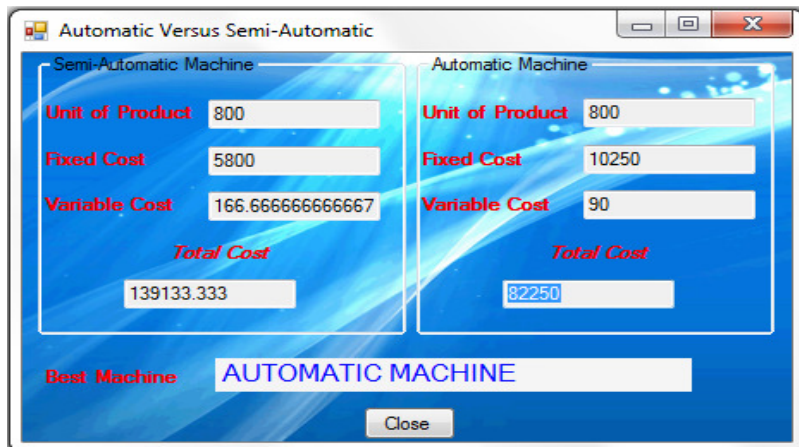 Automatic Versus Semi-Automatic
Semi-Automatic Machine
Unit of Product 800
Fixed Cost 5800
Variable Cost 166.666666666667
Total Cost
139133.333
Automatic Machine
Unit of Product 800
Fixed Cost 10250
Variable Cost 90
Total Cost
82250
Best Machine AUTOMATIC MACHINE
Close